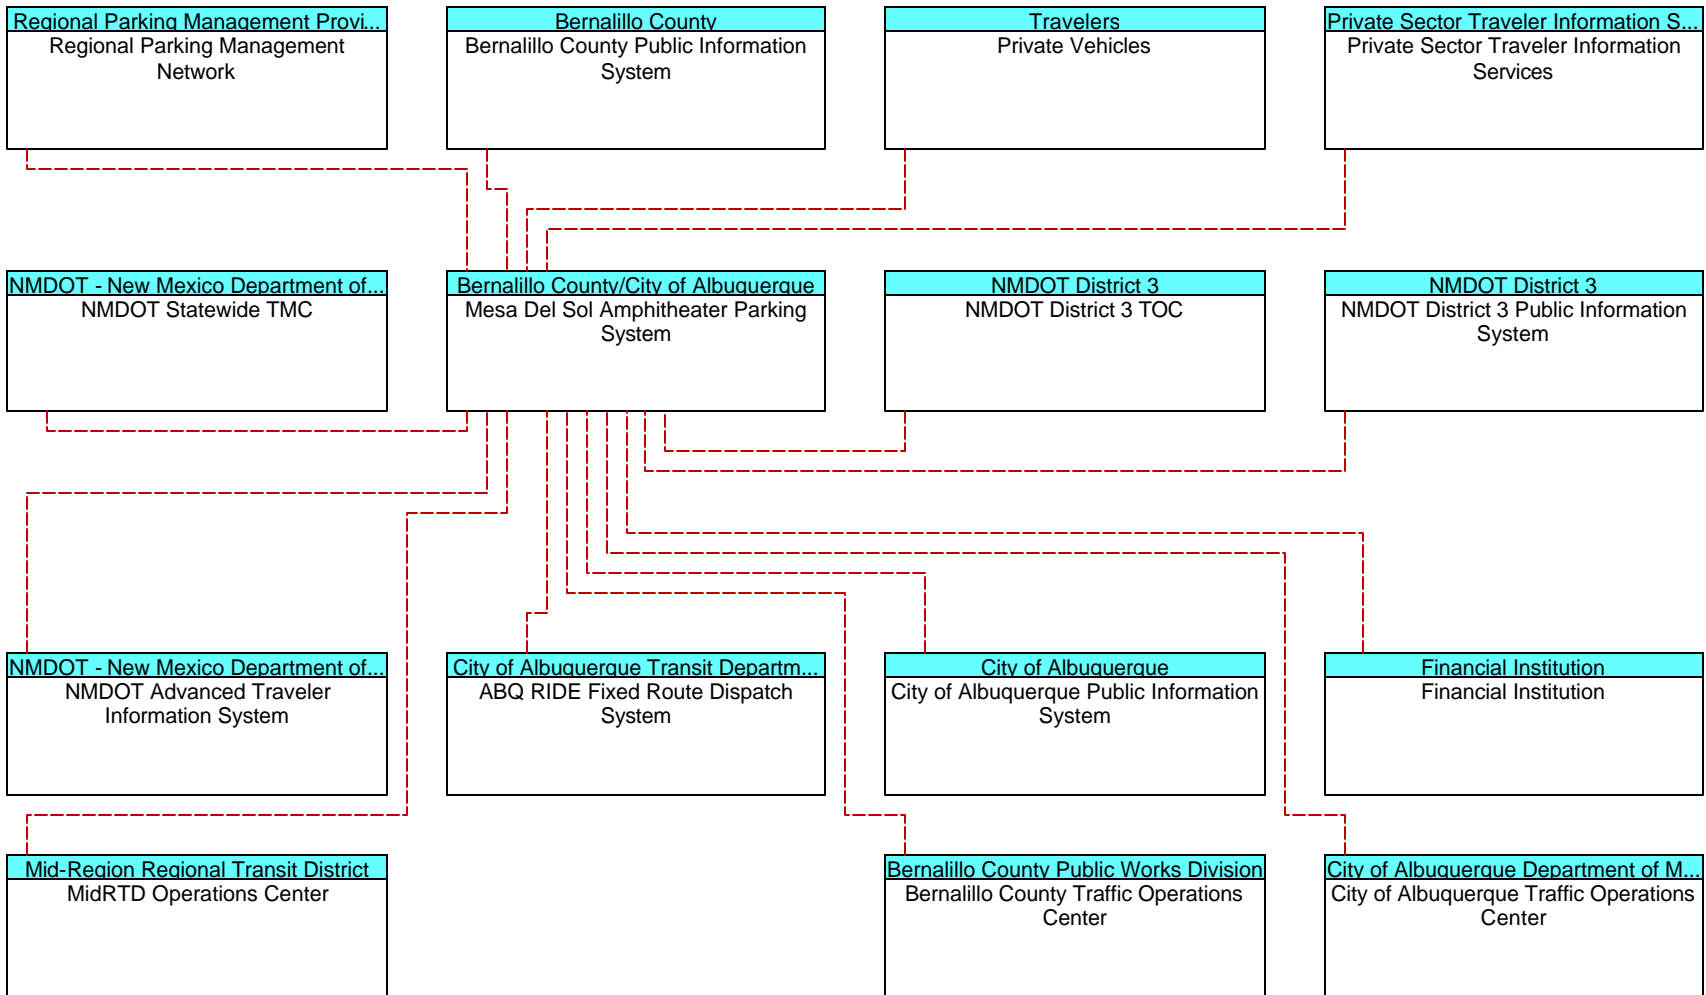 Regional Parking Management Provi...
Regional Parking Management
Network
Bernalillo County
Bernalillo County Public Information
System
Travelers
Private Vehicles
Private Sector Traveler Information S...
Private Sector Traveler Information
Services
NMDOT - New Mexico Department of...
NMDOT Statewide TMC
Bernalillo County/City of Albuquerque
Mesa Del Sol Amphitheater Parking
System
NMDOT District 3
NMDOT District 3 TOC
NMDOT District 3
NMDOT District 3 Public Information
System
NMDOT - New Mexico Department of...
NMDOT Advanced Traveler
Information System
City of Albuquerque Transit Departm...
ABQ RIDE Fixed Route Dispatch
System
City of Albuquerque
City of Albuquerque Public Information
System
Financial Institution
Financial Institution
Mid-Region Regional Transit District
MidRTD Operations Center
Bernalillo County Public Works Division
Bernalillo County Traffic Operations
Center
City of Albuquerque Department of M...
City of Albuquerque Traffic Operations
Center